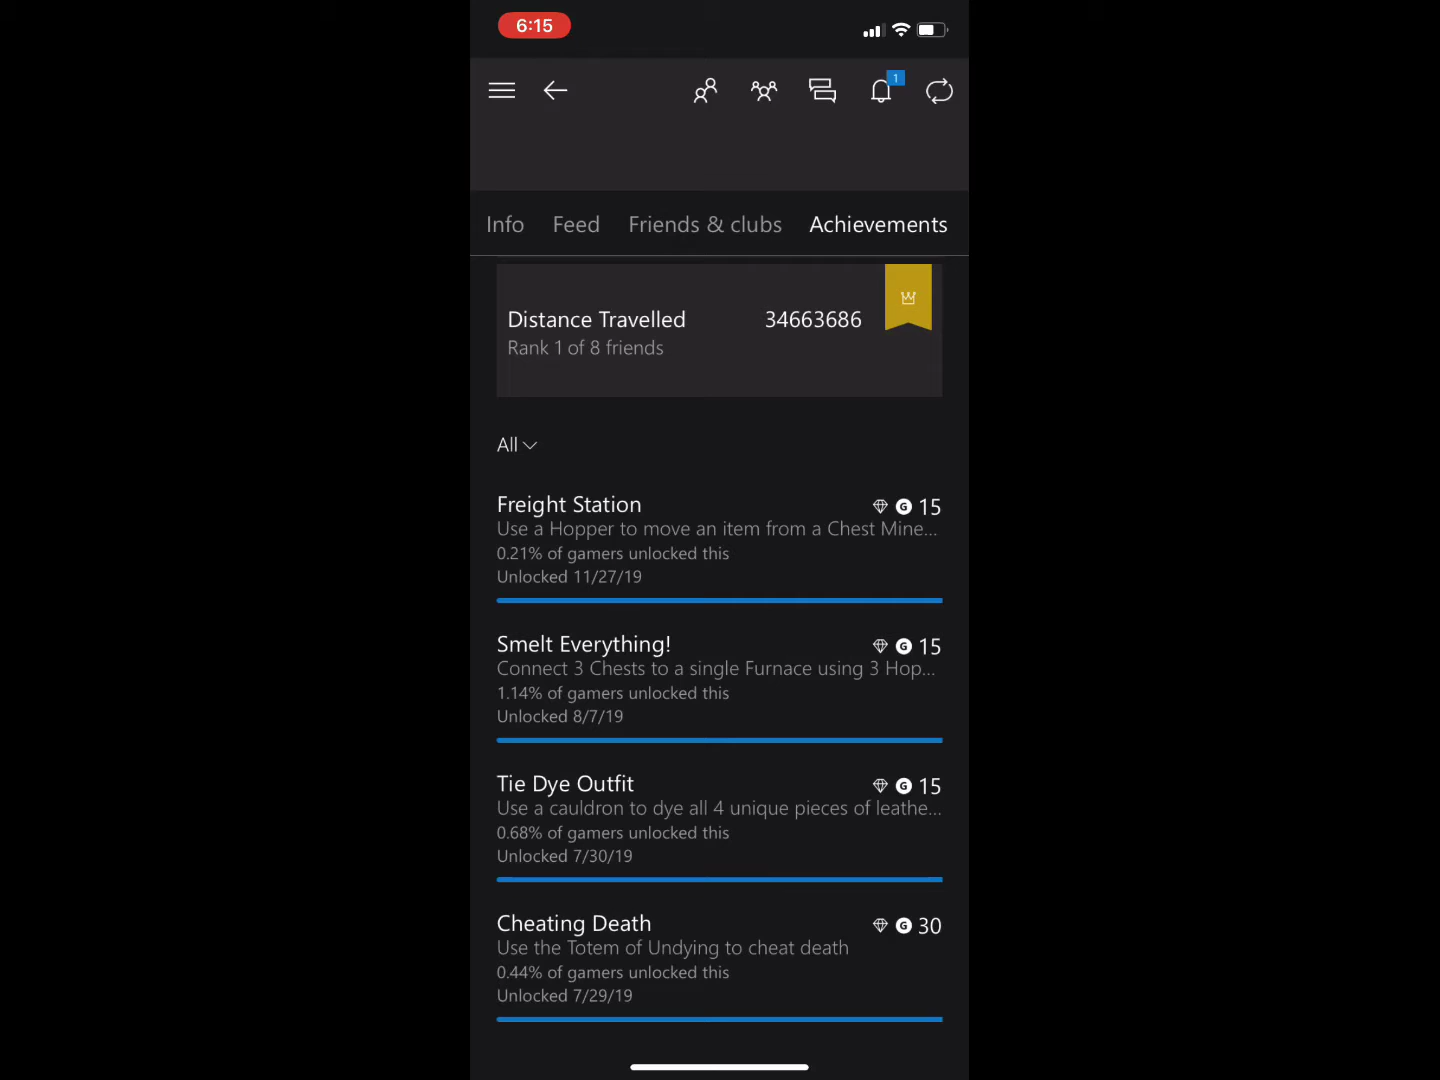 6:15
1
Info Feed Friends & clubs Achievements
Distance Travelled 34663686
Rank 1 of 8 friends
All
Freight Station G 15
Use a Hopper to move an item from a Chest Mine...
0.21% of gamers unlocked this
Unlocked 11/27/19
Smelt Everything! G 15
Connect 3 Chests to a single Furnace using 3 Hop...
1.14% of gamers unlocked this
Unlocked 8/7/19
Tie Dye Outfit G 15
Use a cauldron to dye all 4 unique pieces of leathe...
0.68% of gamers unlocked this
Unlocked 7/30/19
Cheating Death G 30
Use the Totem of Undying to cheat death
0.44% of gamers unlocked this
Unlocked 7/29/19